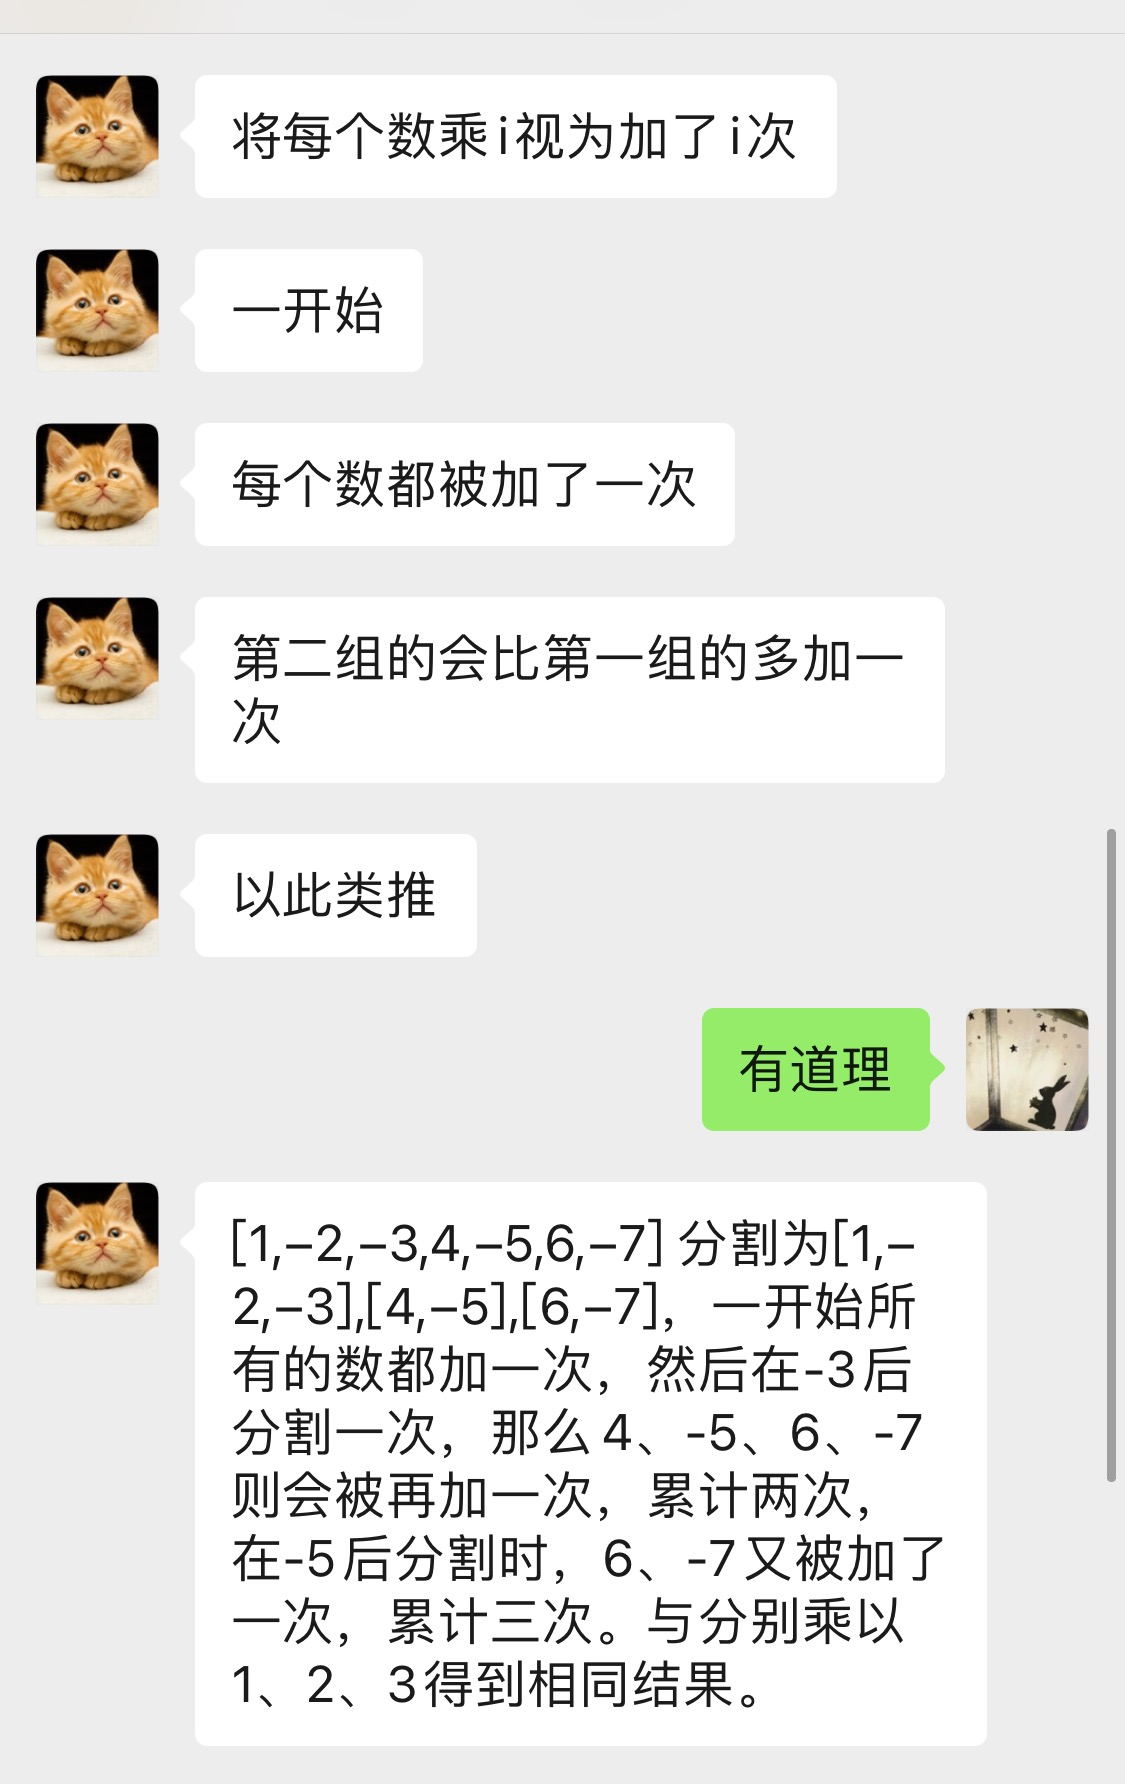 将每个数乘i视为加了i次
一开始
每个数都被加了一次
第二组的会比第一组的多加一
次
以此类推
有道理
[1,–2,–3,4,–5,6,–7] 分割为[1,–
2,–3],[4,–5],[6,–7]，一开始所
有的数都加一次，然后在-3后
分割一次，那么4、-5、6、-7
则会被再加一次，累计两次，
在-5后分割时，6、-7又被加了
一次，累计三次。与分别乘以
1、2、3得到相同结果。